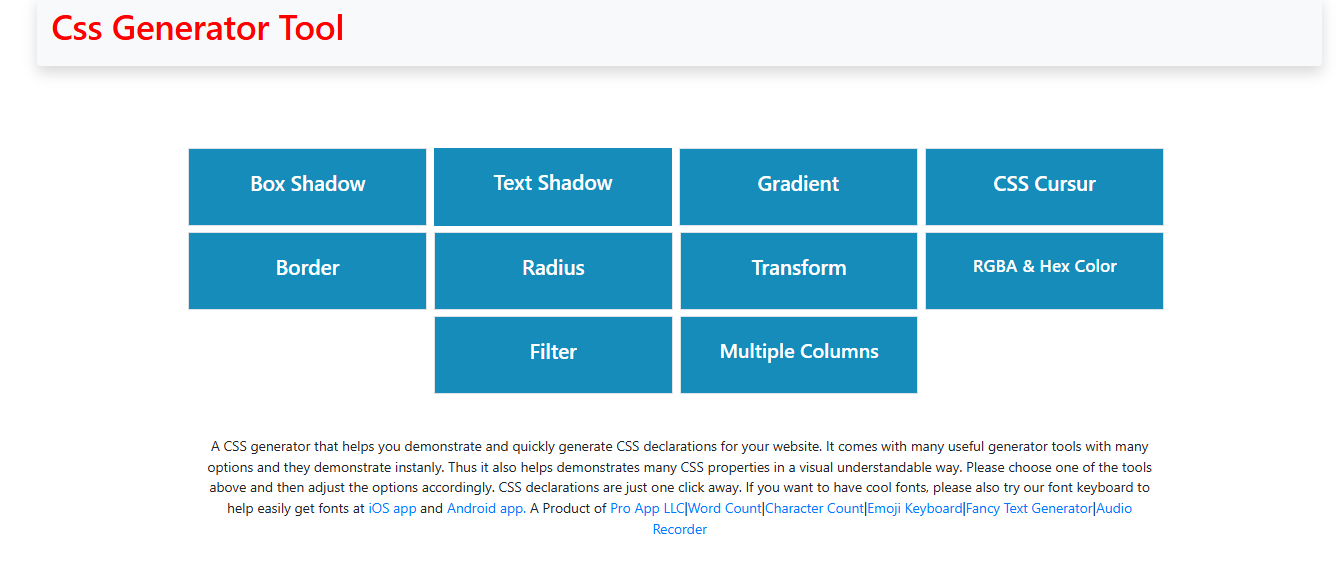 Css Generator Tool
Box Shadow
Text Shadow
Gradient
CSS Cursur
Border
Radius
Transform
RGBA & Hex Color
Filter
Multiple Columns
A CSS generator that helps you demonstrate and quickly generate CSS declarations for your website. It comes with many useful generator tools with many
options and they demonstrate instanly. Thus it also helps demonstrates many CSS properties in a visual understandable way. Please choose one of the tools
above and then adjust the options accordingly. CSS declarations are just one click away. If you want to have cool fonts, please also try our font keyboard to
help easily get fonts at iOS app and Android app. A Product of Pro App LLC|Word Count|Character Count|Emoji Keyboard|Fancy Text Generator|Audio
Recorder